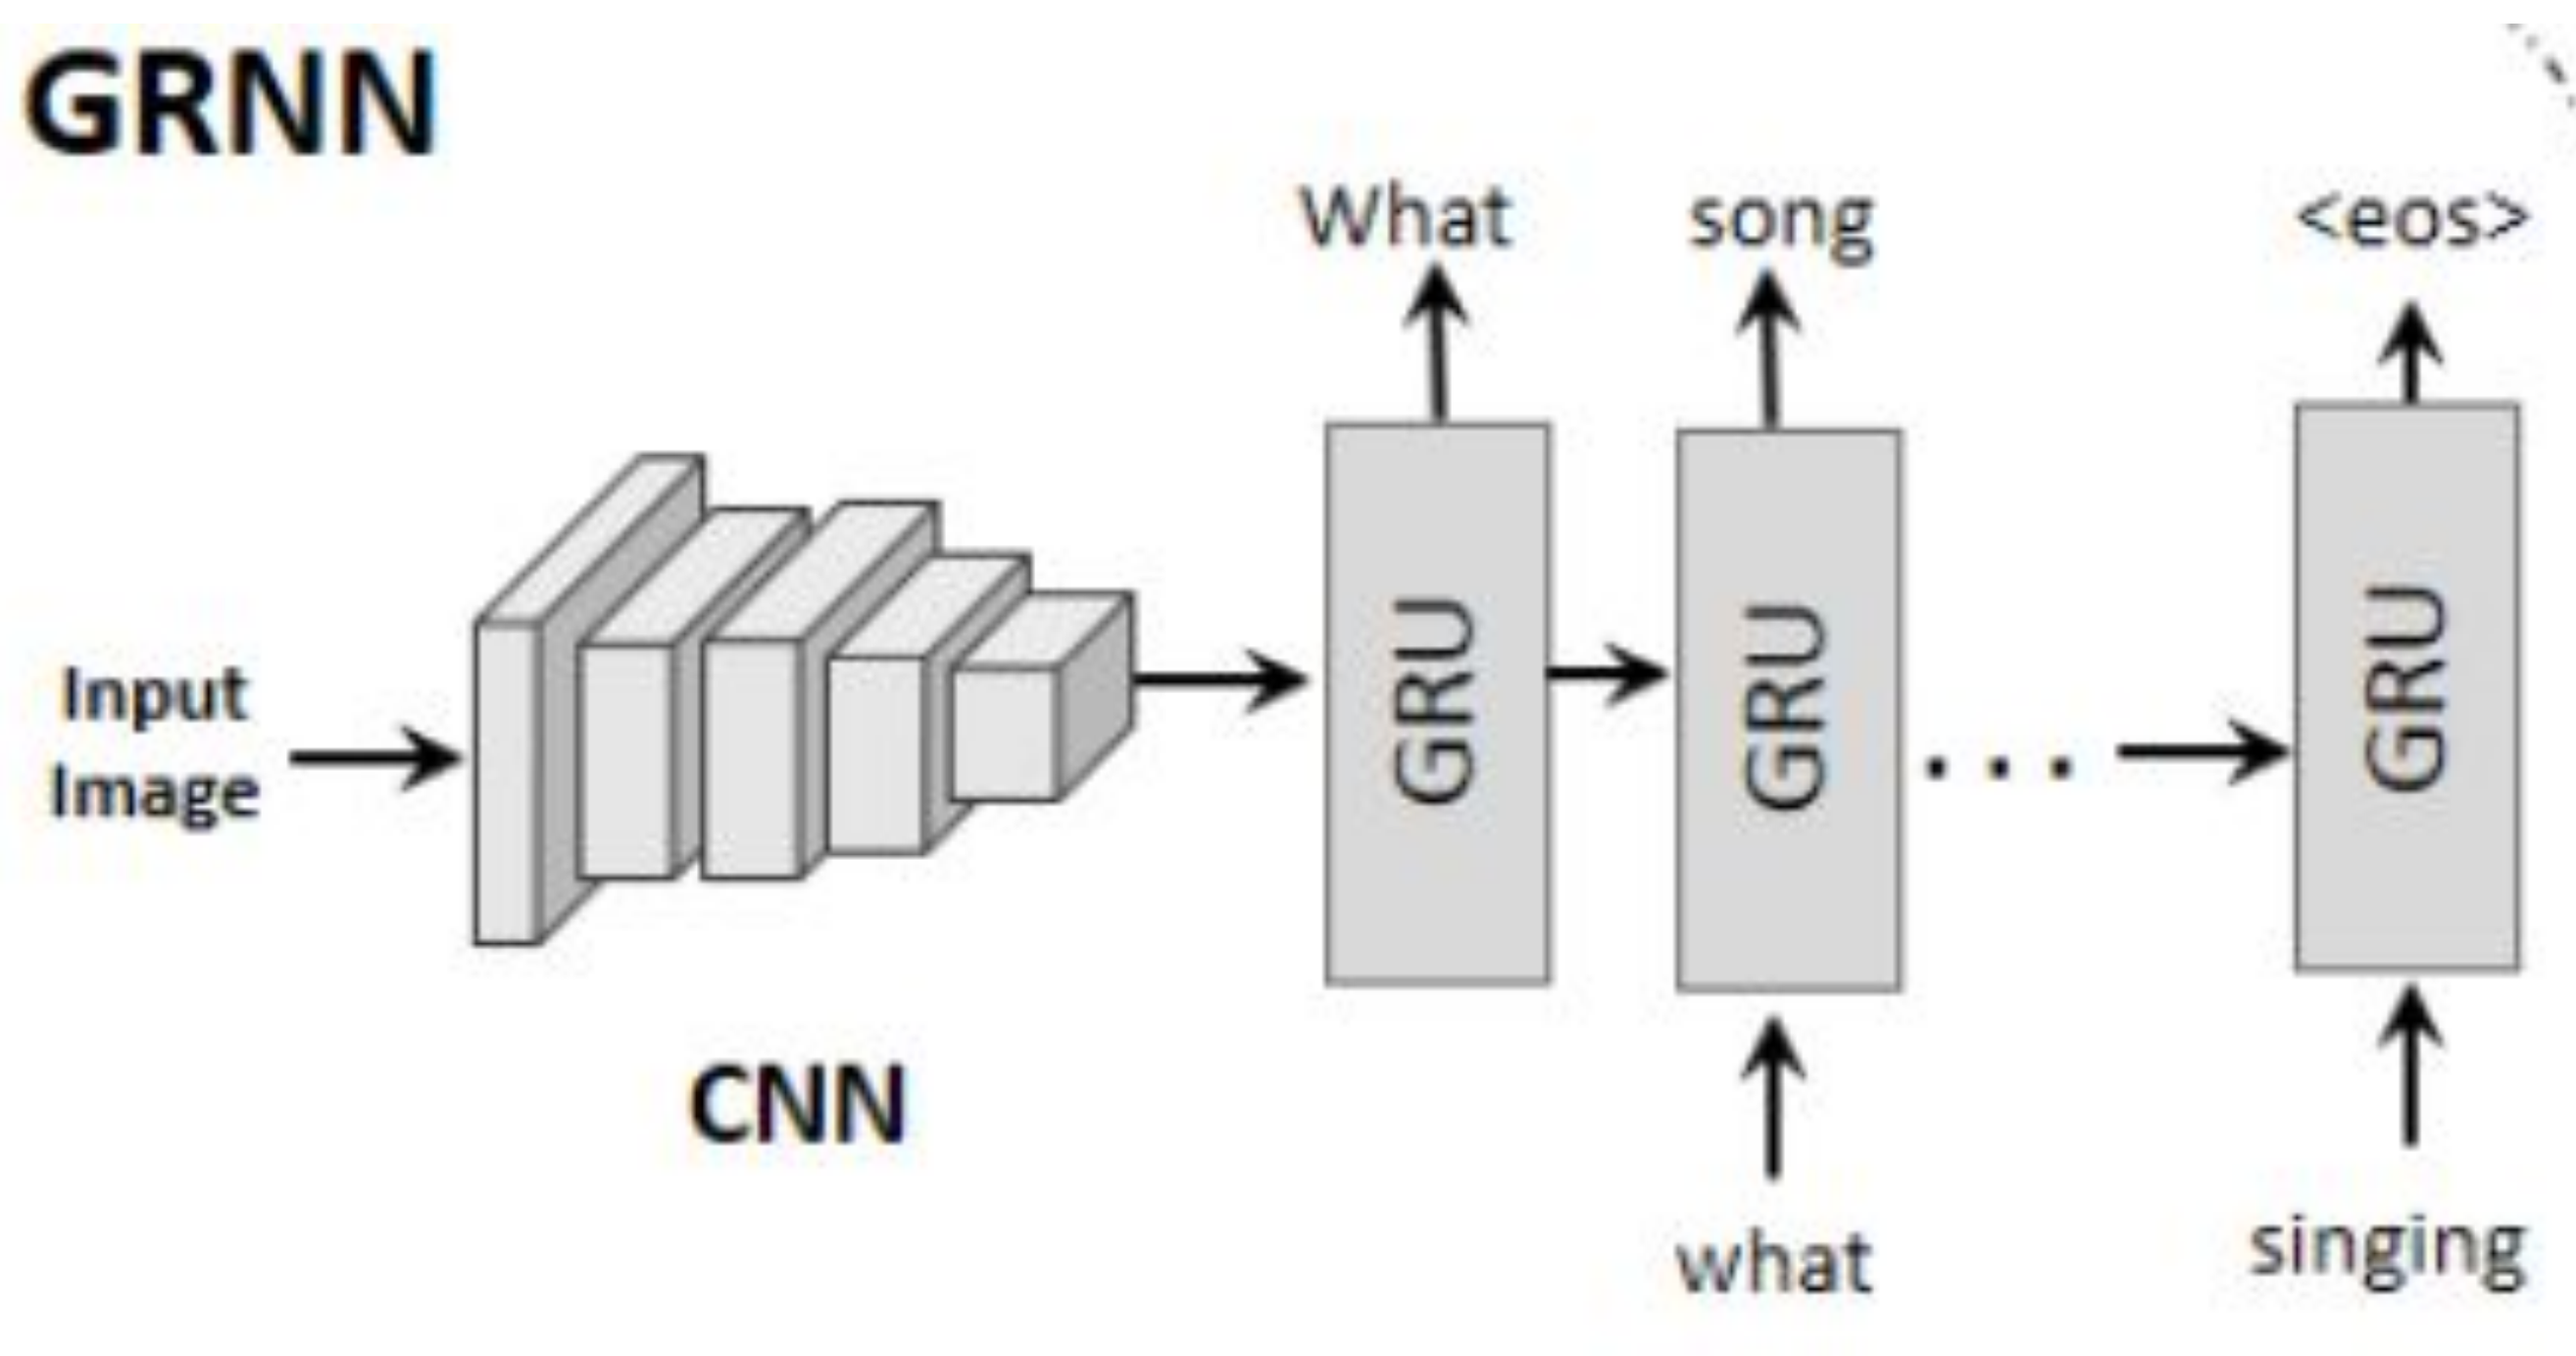 GRNN
What song <eos>
Input
Image
GRU GRU . . . GRU
CNN
what singing